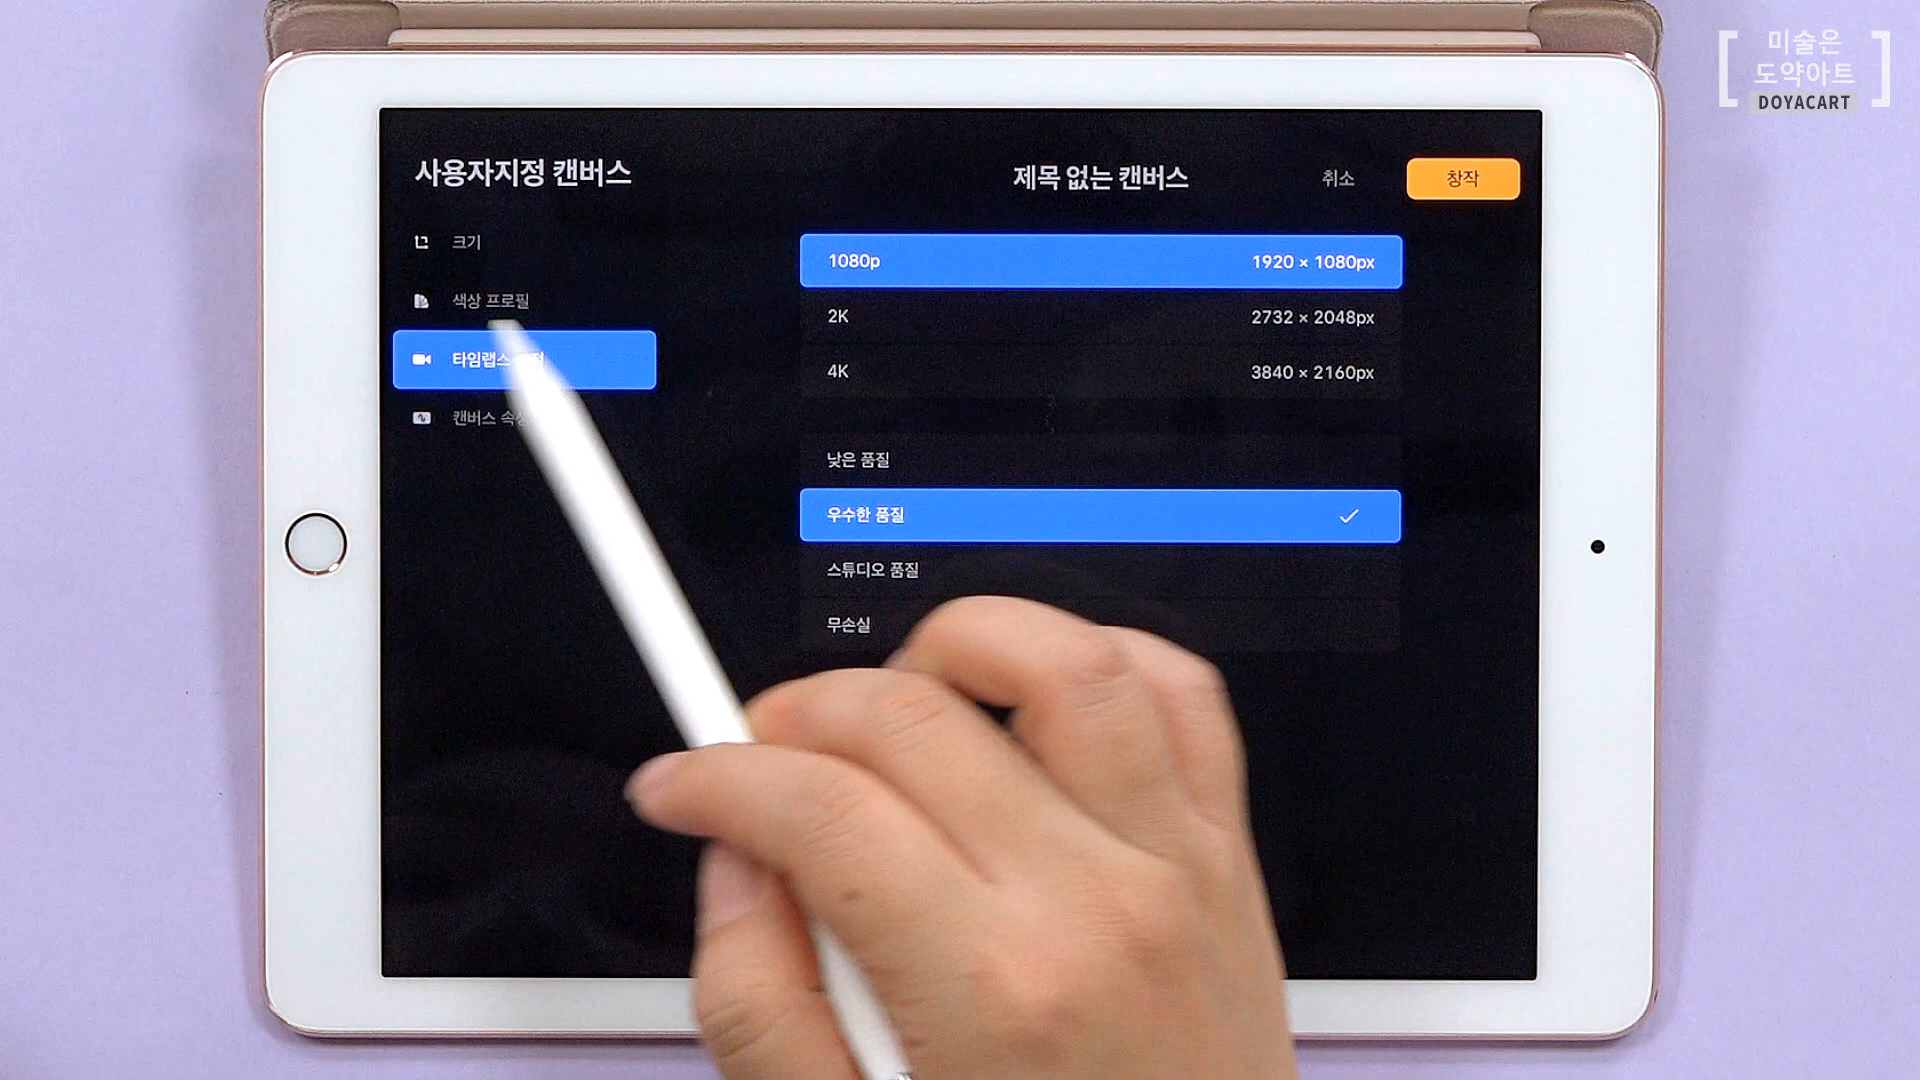 미술은
도약아트
DOYACART
사용자지정 캔버스
제목 없는 캔버스
취소
창작
크기
색상 프로필
타임랩스
캔버스 속성
1080p 1920 × 1080px
2K 2732 × 2048px
4K 3840 × 2160px
낮은 품질
우수한 품질
스튜디오 품질
무손실